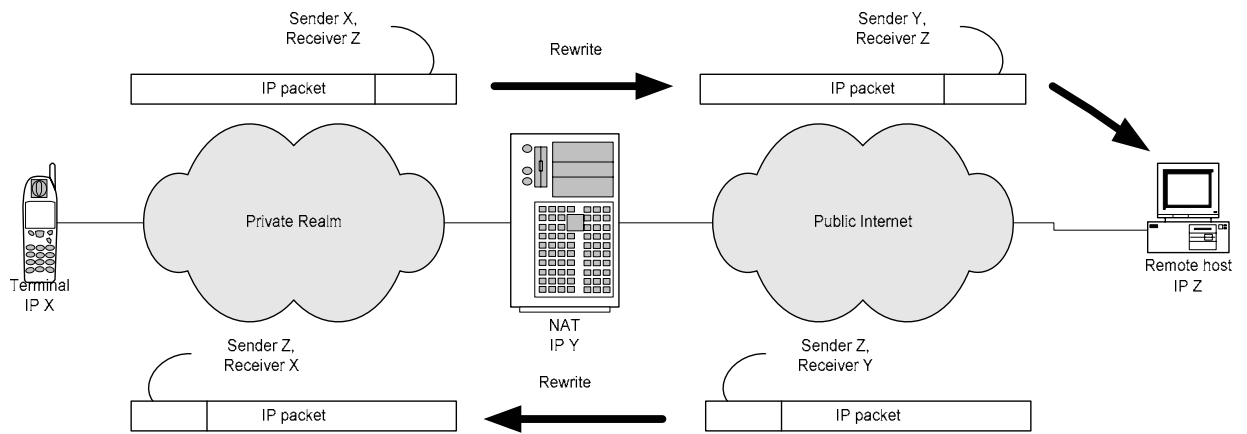 Sender X,
Receiver Z
Rewrite
Sender Y,
Receiver Z
IP packet
IP packet
Private Realm
Public Internet
Terminal
IP X
NAT
IP Y
Remote host
IP Z
Sender Z,
Receiver X
Rewrite
Sender Z,
Receiver Y
IP packet
IP packet